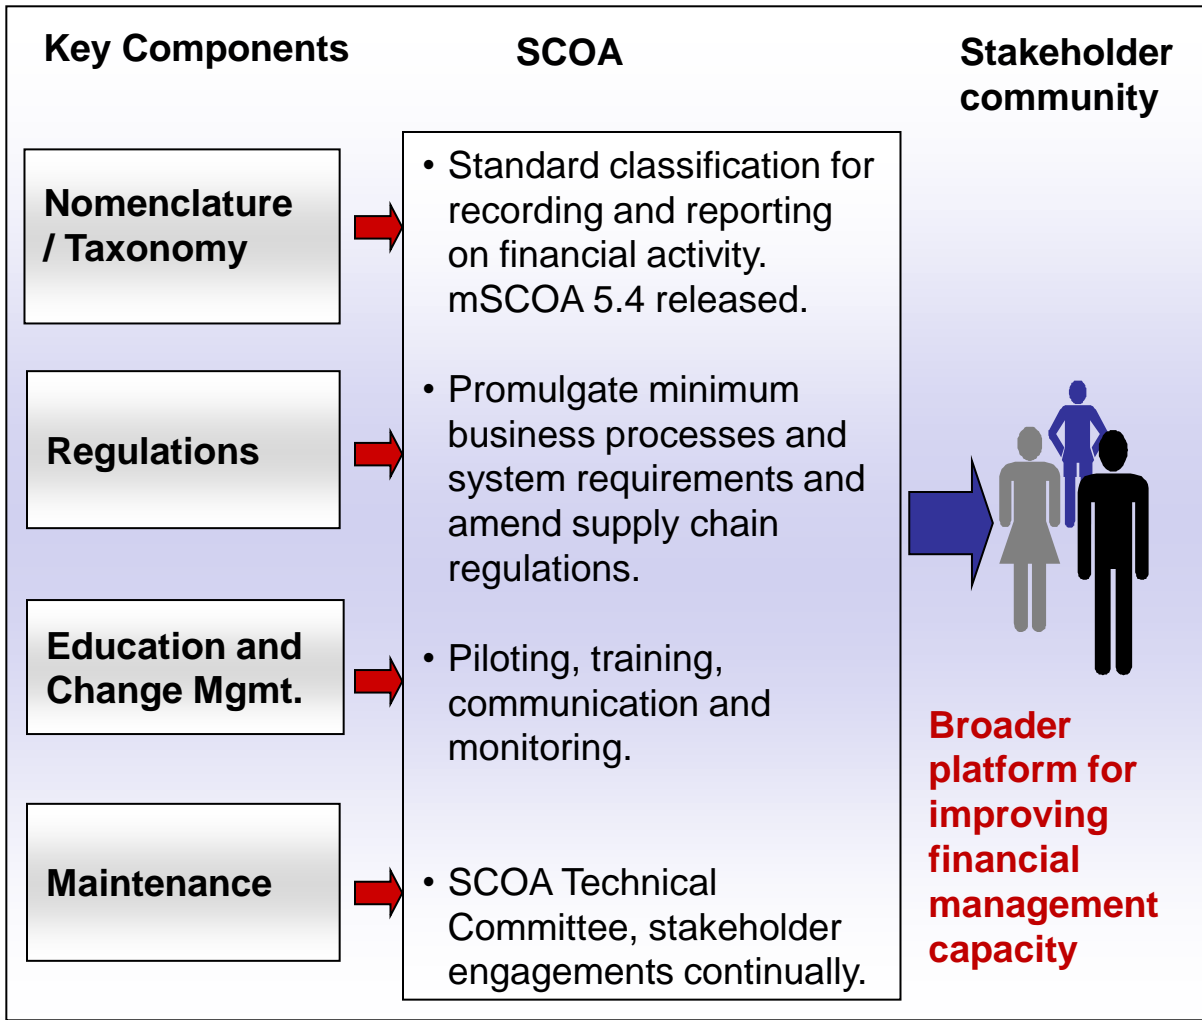 Key Components
SCOA
Stakeholder
community
Nomenclature
/ Taxonomy
• Standard classification for
recording and reporting
on financial activity.
mSCOA 5.4 released.
Regulations
• Promulgate minimum
business processes and
system requirements and
amend supply chain
regulations.
Education and
Change Mgmt.
• Piloting, training,
communication and
monitoring.
Maintenance
• SCOA Technical
Committee, stakeholder
engagements continually.
Broader
platform for
improving
financial
management
capacity